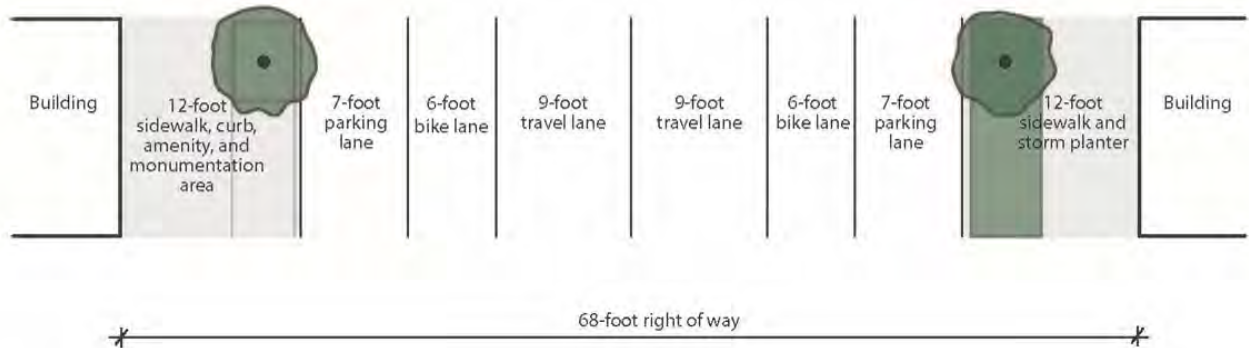 Building
12-foot
sidewalk, curb,
amenity, and
monumentation
area
7-foot
parking
lane
6-foot
bike lane
9-foot
travel lane
9-foot
travel lane
6-foot
bike lane
7-foot
parking
lane
12-foot
sidewalk and
storm planter
Building
68-foot right of way